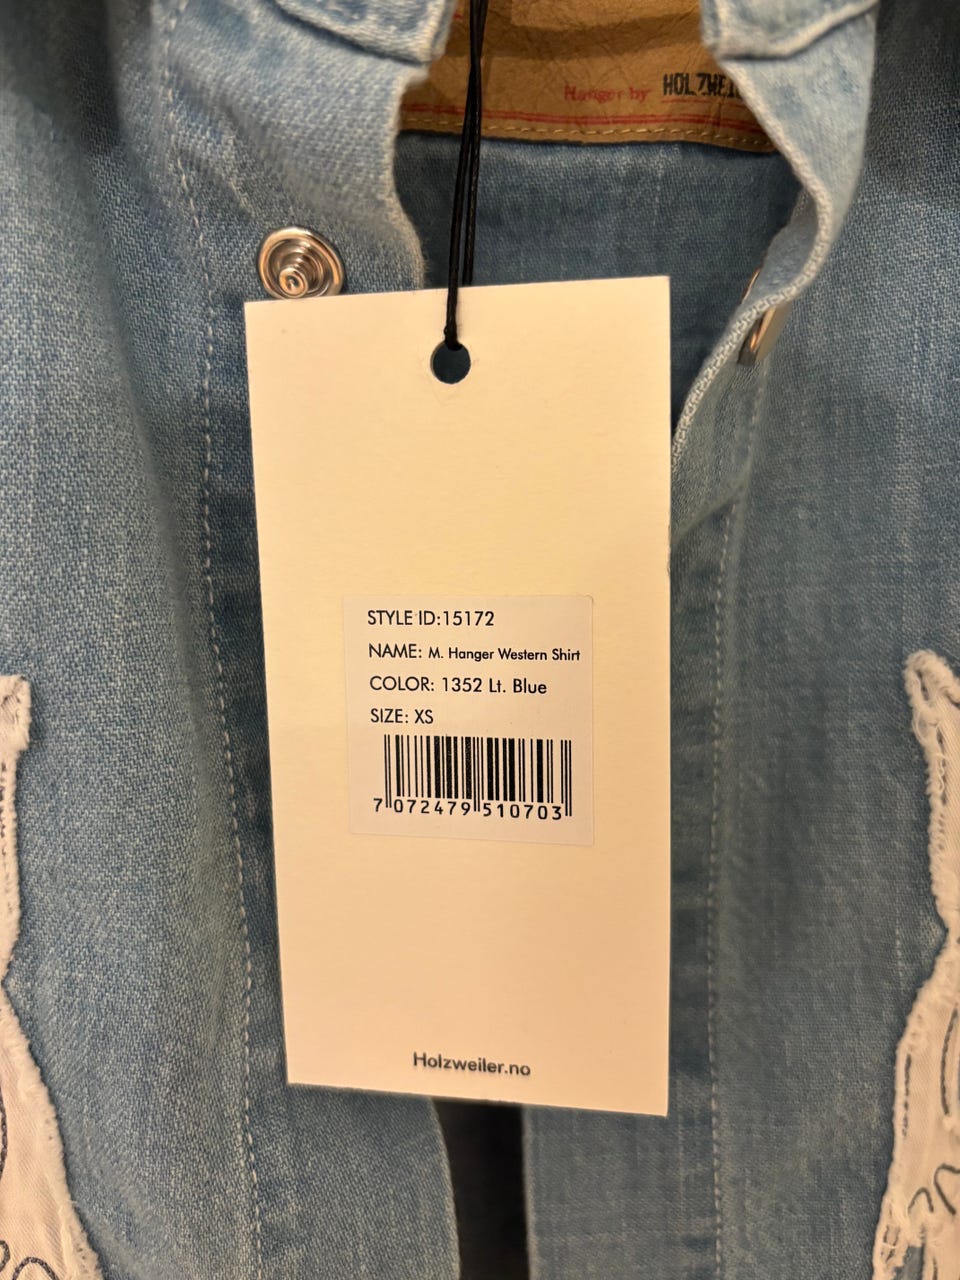 Hanger by HOLZWEI
STYLE ID:15172
NAME: M. Hanger Western Shirt
COLOR: 1352 Lt. Blue
SIZE: XS
7 072479 510703
Holzweiler.no